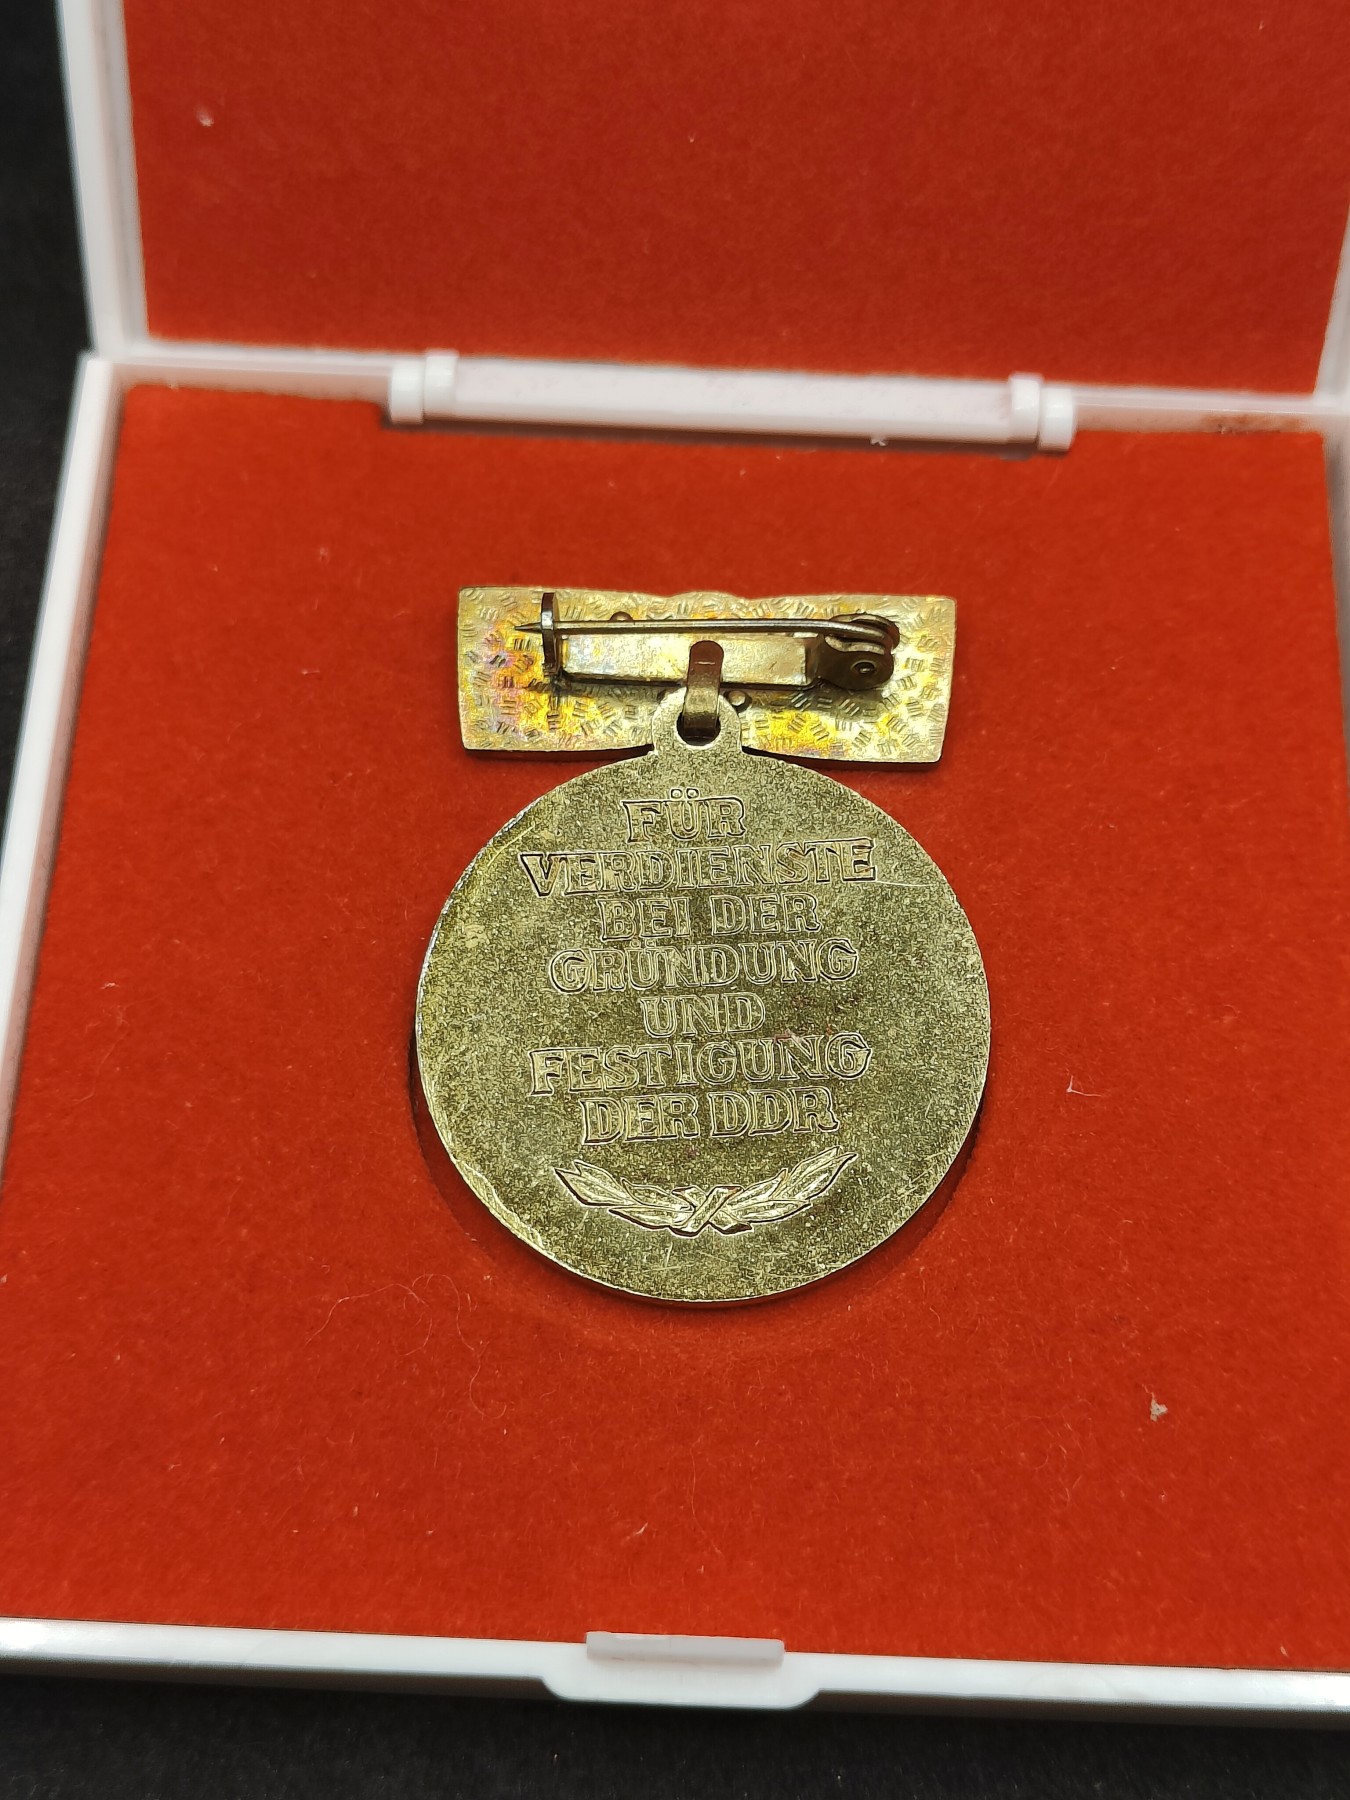 FÜR
VERDIENSTE
BEI DER
GRÜNDUNG
UND
FESTIGUNG
DER DDR